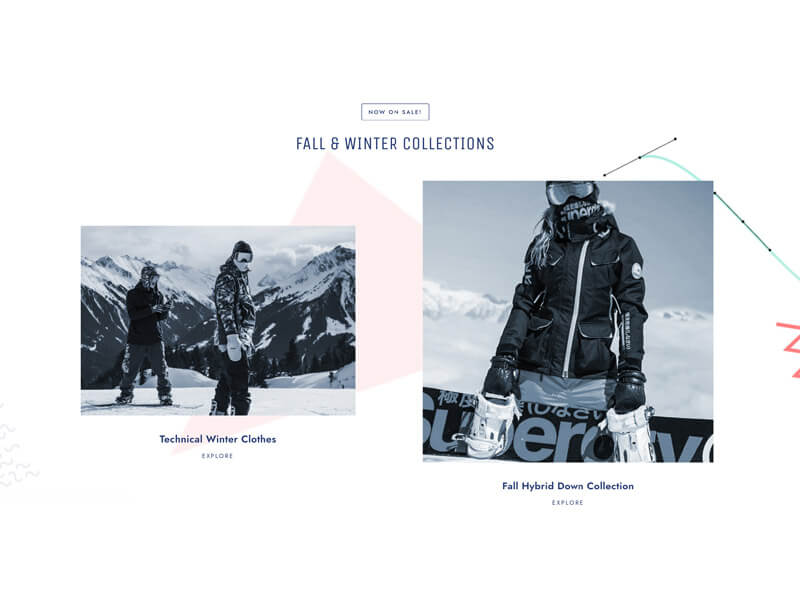 NOW ON SALE!
FALL & WINTER COLLECTIONS
Technical Winter Clothes
EXPLORE
Fall Hybrid Down Collection
EXPLORE